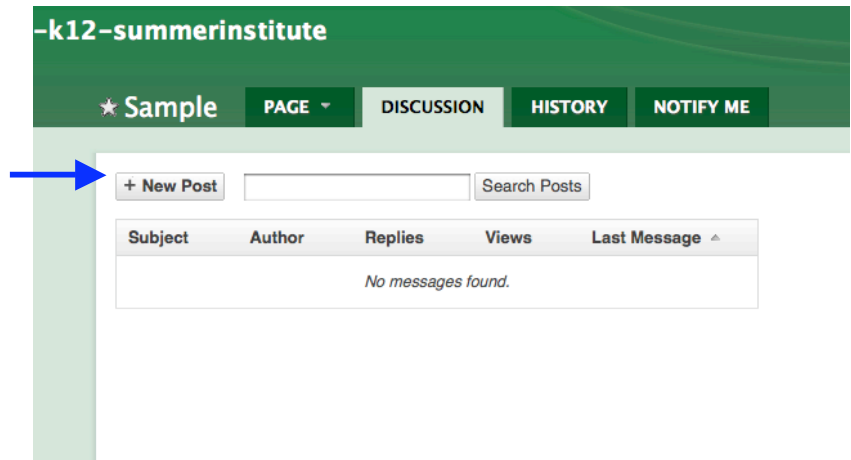 -k12-summerinstitute
Sample PAGE DISCUSSION HISTORY NOTIFY ME
+ New Post Search Posts
Subject Author Replies Views Last Message
No messages found.